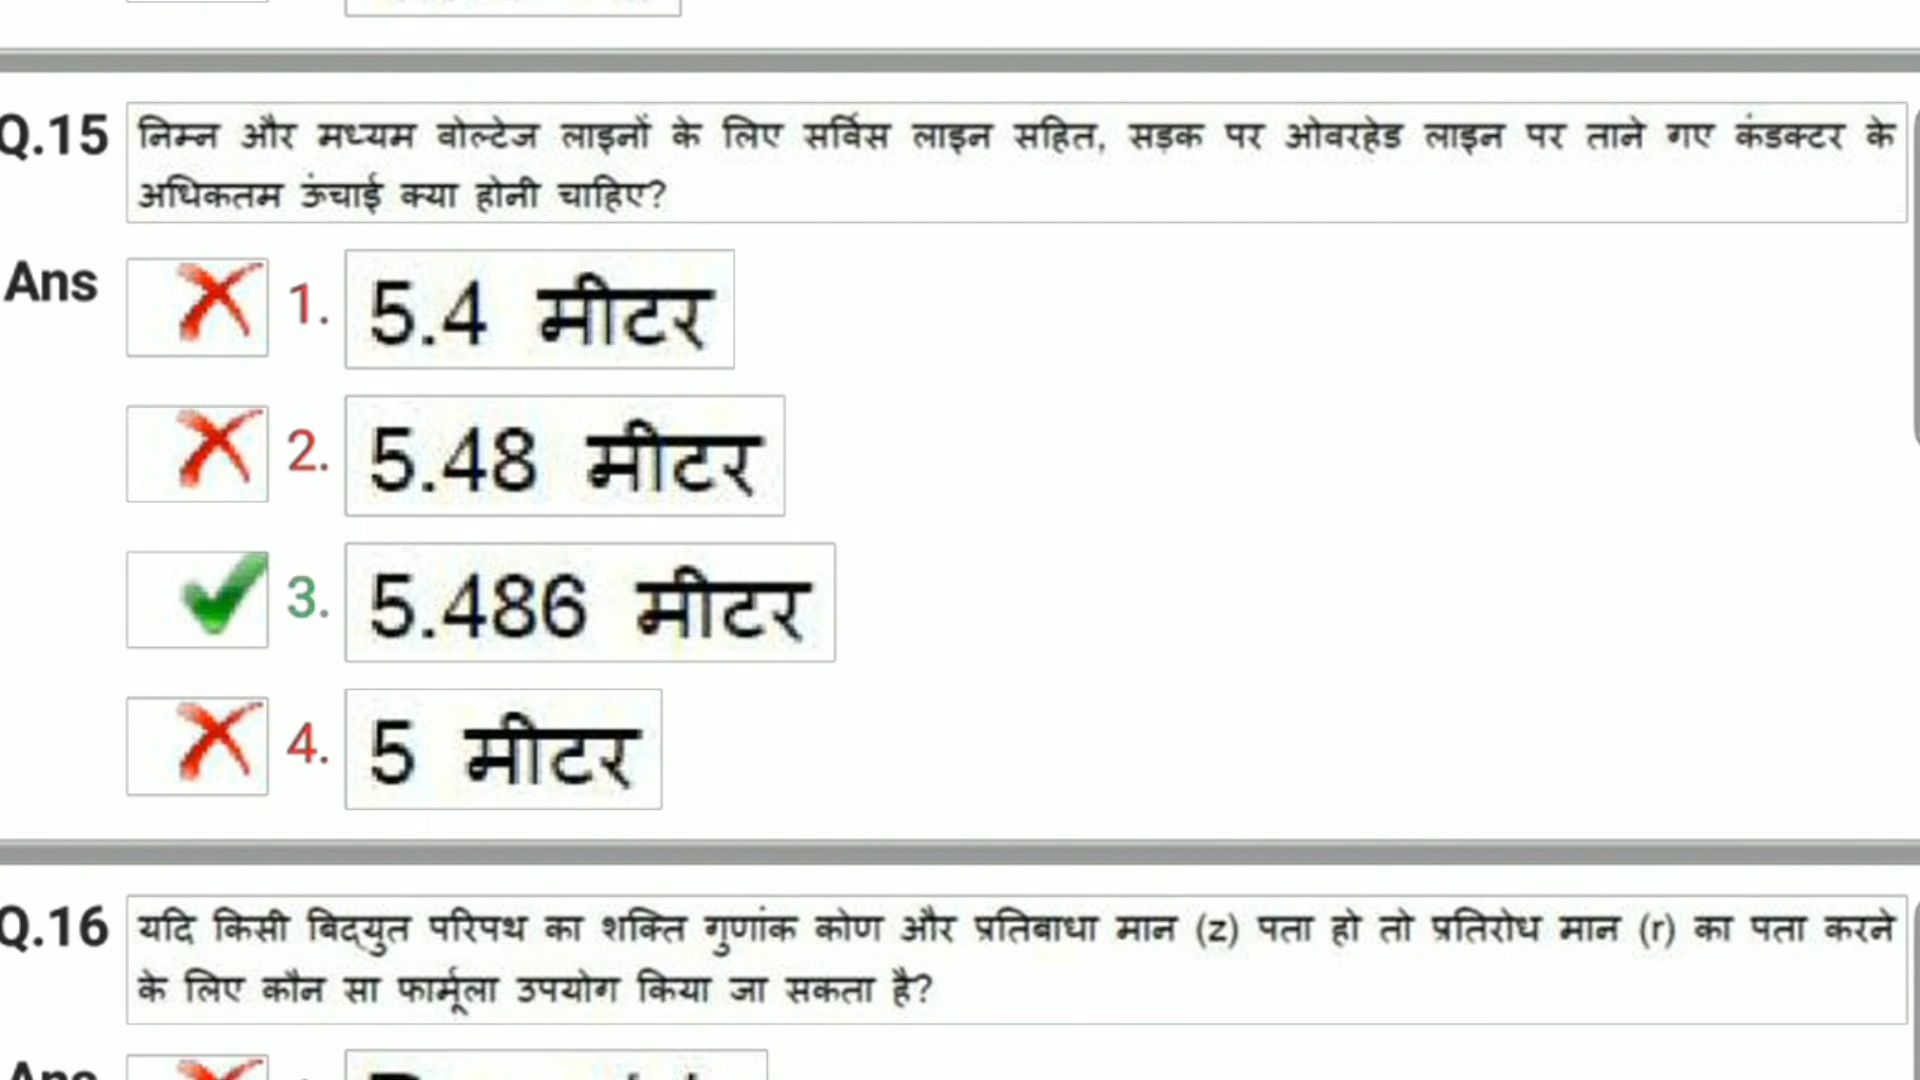 Q.15 निम्न और मध्यम वोल्टेज लाइनों के लिए सर्विस लाइन सहित, सड़क पर ओवरहेड लाइन पर ताने गए कंडक्टर के
अधिकतम ऊंचाई क्या होनी चाहिए?
Ans 1. 5.4 मीटर
2. 5.48 मीटर
3. 5.486 मीटर
4. 5 मीटर
Q.16 यदि किसी विद्युत परिपथ का शक्ति गुणांक कोण और प्रतिबाधा मान (z) पता हो तो प्रतिरोध मान (r) का पता करने
के लिए कौन सा फार्मूला उपयोग किया जा सकता है?
Ans